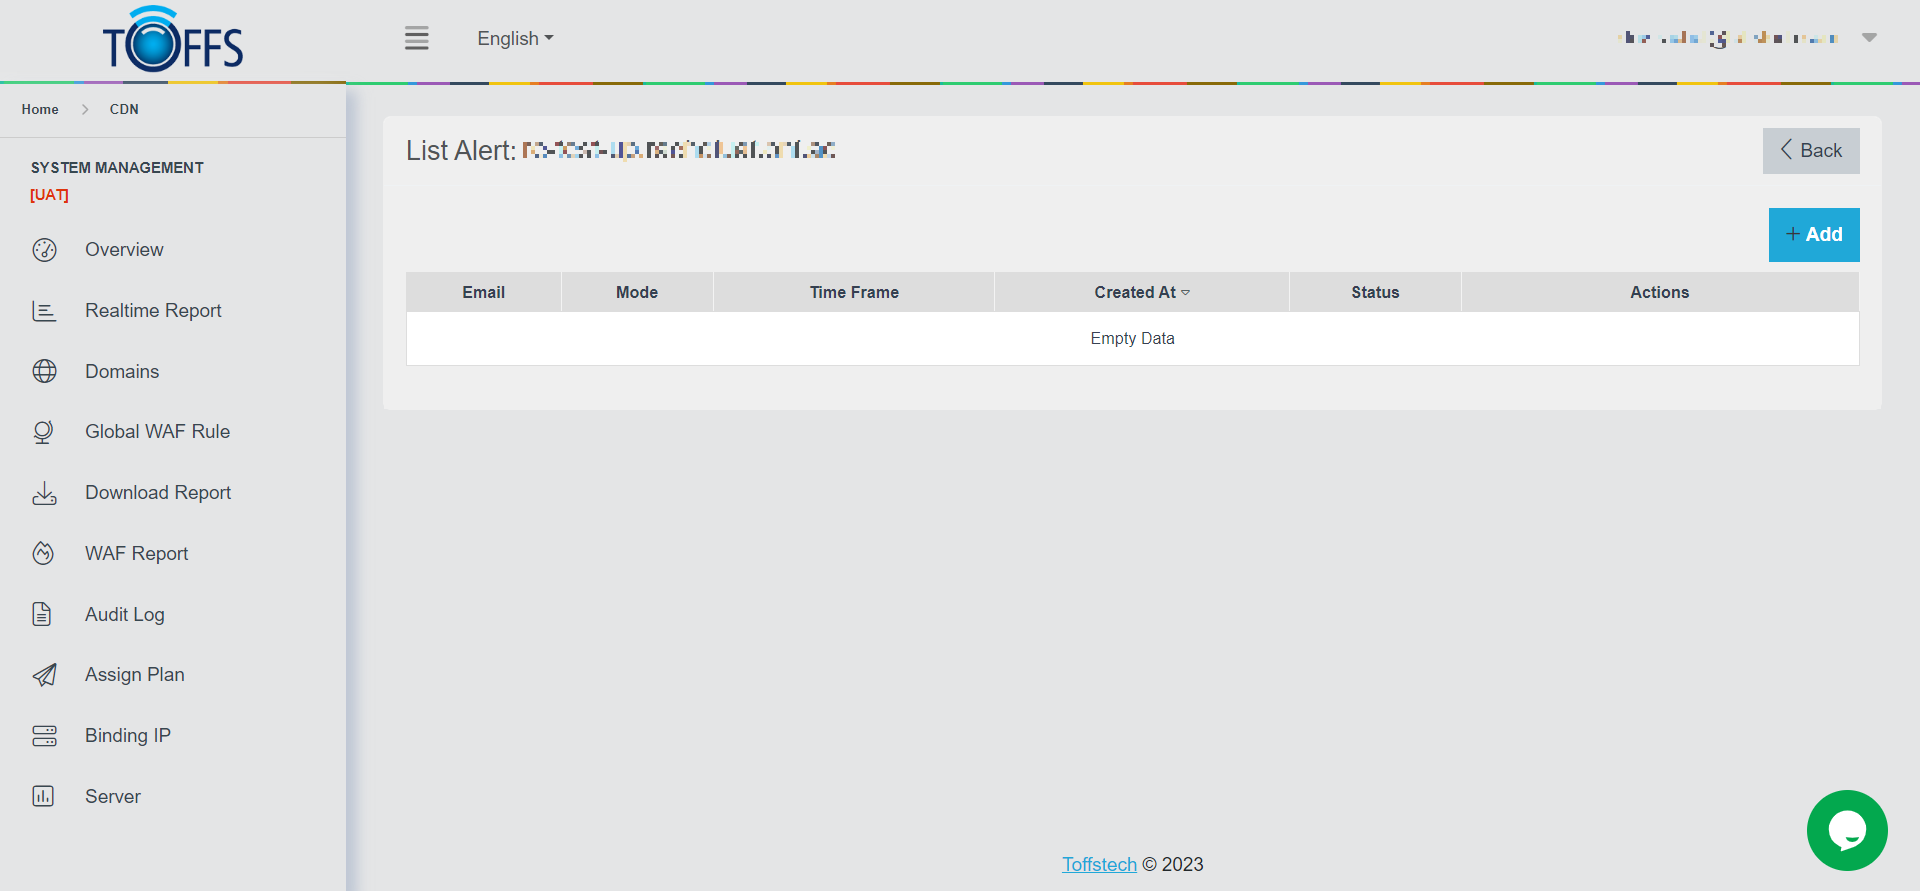 TOFFS
English
Home
CDN
SYSTEM MANAGEMENT
[UAT]
Overview
Realtime Report
Domains
Global WAF Rule
Download Report
WAF Report
Audit Log
Assign Plan
Binding IP
Server
List Alert:
Back
+ Add
Email Mode Time Frame Created At Status Actions
Empty Data
Toffstech © 2023